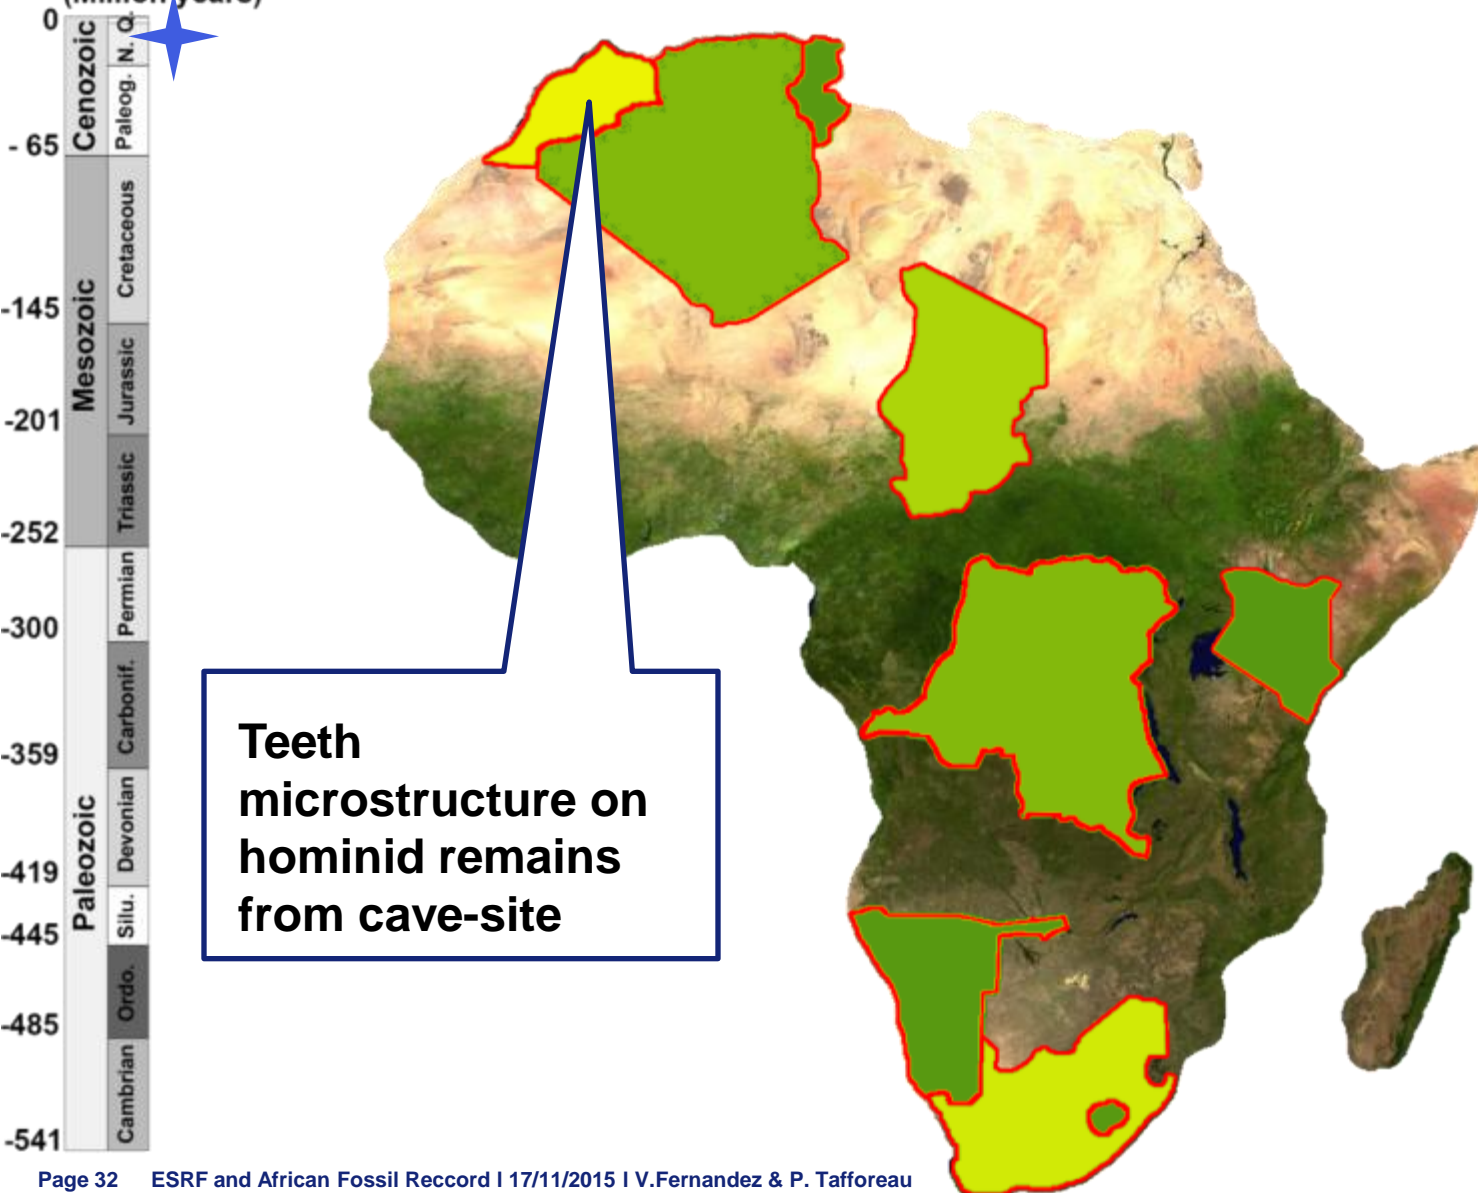 (Million years)
0
- 65
-145
-201
-252
-300
-359
-419
-445
-485
-541
Cenozoic
Mesozoic
Paleozoic
Q.
N.
Paleog.
Cretaceous
Jurassic
Triassic
Permian
Carbonif.
Devonian
Silu.
Ordo.
Cambrian
Teeth
microstructure on
hominid remains
from cave-site
Page 32 ESRF and African Fossil Reccord l 17/11/2015 l V.Fernandez & P. Tafforeau